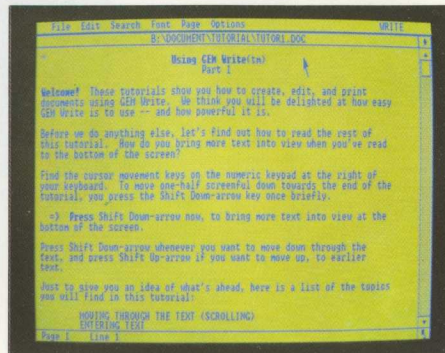 File Edit Search Font Page Options WRITE
B:\DOCUMENT\TUTORIAL\TUTOR1.DOC
Using GEM Write(tm)
Part 1
Welcome! These tutorials show you how to create, edit, and print
documents using GEM Write. We think you will be delighted at how easy
GEM Write is to use -- and how powerful it is.
Before we do anything else, let's find out how to read the rest of
this tutorial. How do you bring more text into view when you've read
to the bottom of the screen?
Find the cursor movement keys on the numeric keypad at the right of
your keyboard. To move one-half screenful down towards the end of the
tutorial, you press the Shift Down-arrow key once briefly.
=> Press Shift Down-arrow now, to bring more text into view at the
bottom of the screen.
Press Shift Down-arrow whenever you want to move down through the
text, and press Shift Up-arrow if you want to move up, to earlier
text.
Just to give you an idea of what's ahead, here is a list of the topics
you will find in this tutorial:
MOVING THROUGH THE TEXT (SCROLLING)
ENTERING TEXT
Page 1 Line 1